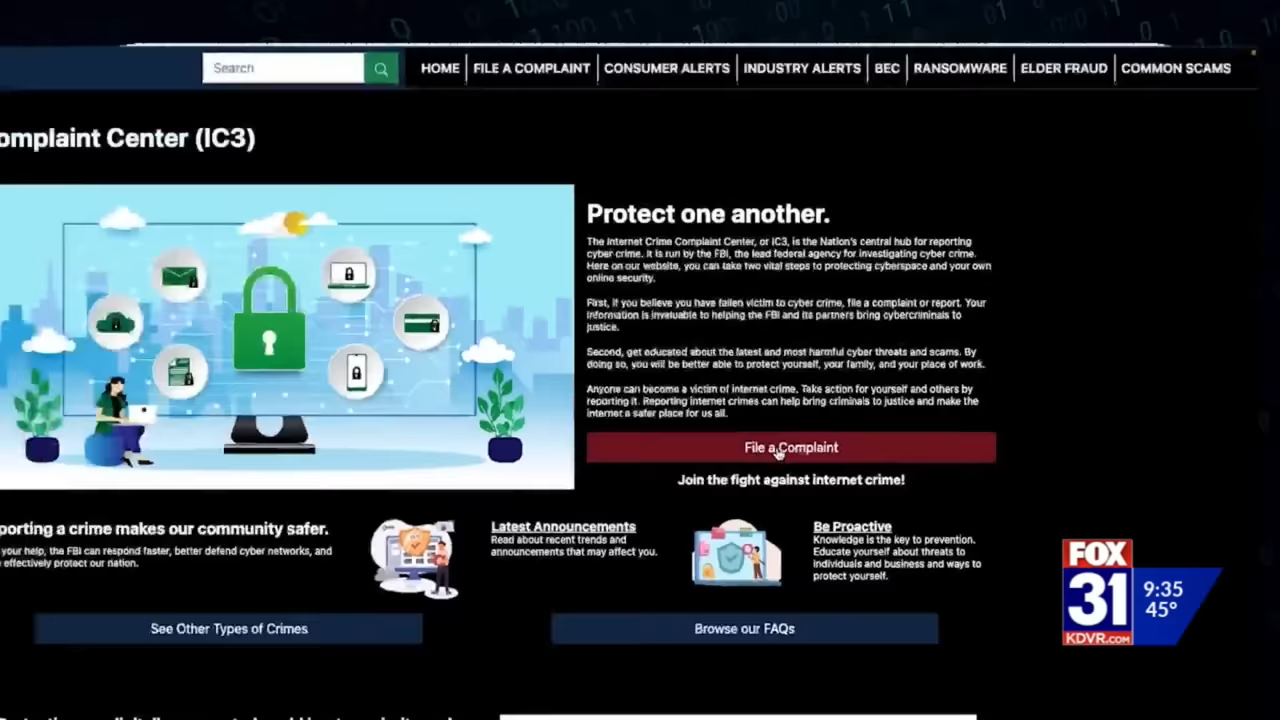 Search
HOME
FILE A COMPLAINT
CONSUMER ALERTS
INDUSTRY ALERTS
BEC
RANSOMWARE
ELDER FRAUD
COMMON SCAMS
omplaint Center (IC3)
Protect one another.
The Internet Crime Complaint Center, or IC3, is the Nation's central hub for reporting
cyber crime. It is run by the FBI, the lead federal agency for investigating cyber crime.
Here on our website, you can take two vital steps to protecting cyberspace and your own
online security.
First, if you believe you have fallen victim to cyber crime, file a complaint or report. Your
information is invaluable to helping the FBI and its partners bring cybercriminals to
justice.
Second, get educated about the latest and most harmful cyber threats and scams. By
doing so, you will be better able to protect yourself, your family, and your place of work.
Anyone can become a victim of internet crime. Take action for yourself and others by
reporting it. Reporting internet crimes can help bring criminals to justice and make the
internet a safer place for us all.
File a Complaint
Join the fight against internet crime!
porting a crime makes our community safer.
your help, the FBI can respond faster, better defend cyber networks, and
effectively protect our nation.
Latest Announcements
Read about recent trends and
announcements that may affect you.
Be Proactive
Knowledge is the key to prevention.
Educate yourself about threats to
individuals and business and ways to
protect yourself.
See Other Types of Crimes
Browse our FAQs
FOX
31
KDVR.COM
9:35
45°